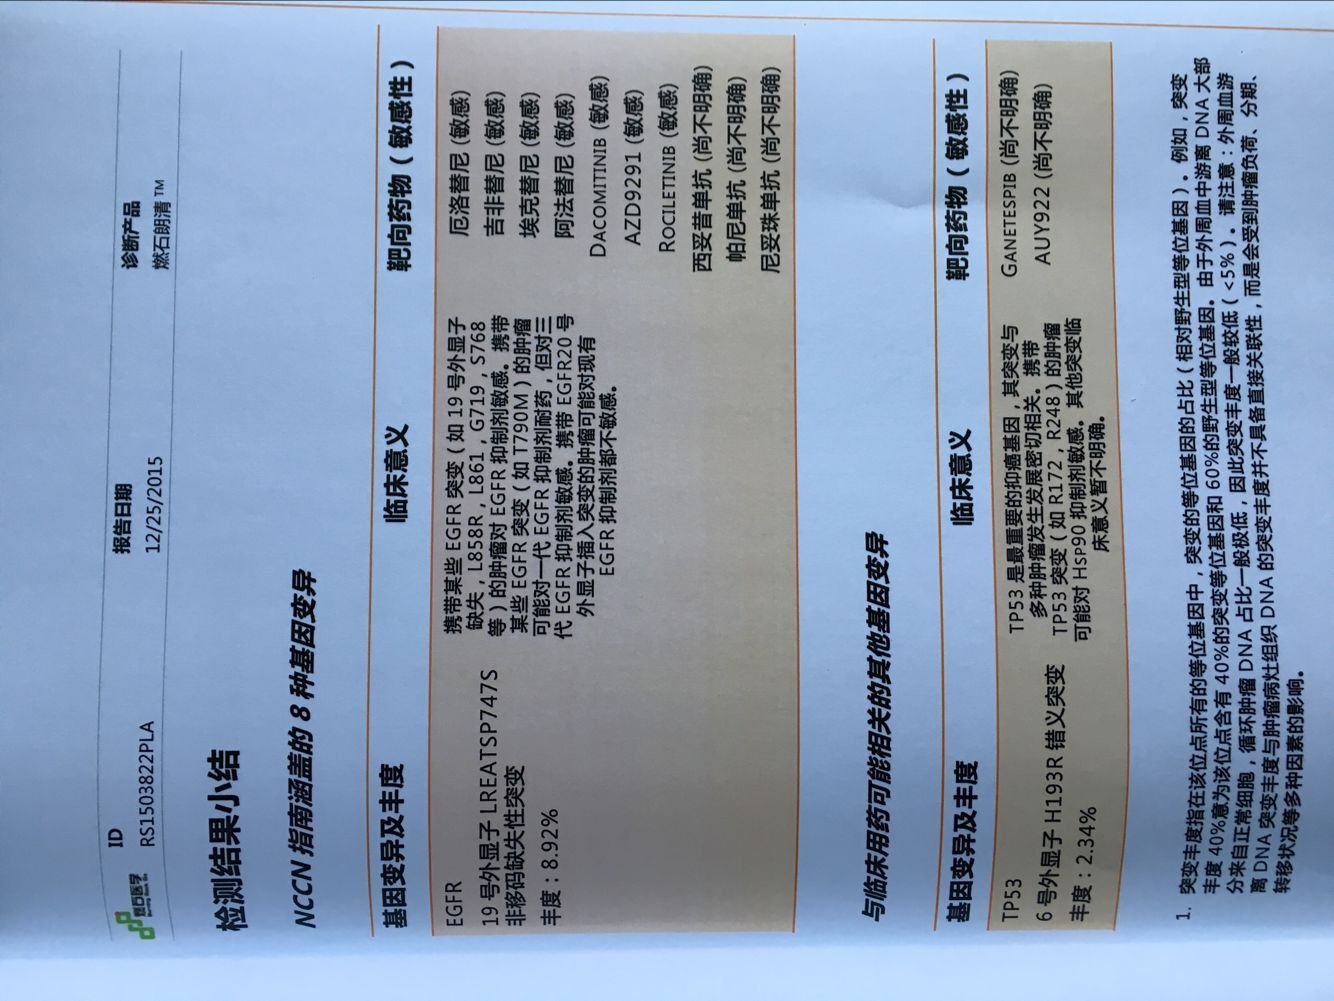 燃石医学
ID
RS1503822PLA
报告日期
12/25/2015
诊断产品
燃石朗清™
检测结果小结
NCCN 指南涵盖的 8 种基因变异
基因变异及丰度
临床意义
靶向药物（敏感性）
EGFR
19 号外显子 LREATSP747S
非移码缺失性突变
丰度：8.92%
携带某些 EGFR 突变（如 19 号外显子
缺失，L858R，L861，G719，S768
等）的肿瘤对 EGFR 抑制剂敏感。携带
某些 EGFR 突变（如 T790M）的肿瘤
可能对一代 EGFR 抑制剂耐药，但对三
代 EGFR 抑制剂敏感。携带 EGFR20 号
外显子插入突变的肿瘤可能对现有
EGFR 抑制剂都不敏感。
厄洛替尼 (敏感)
吉非替尼 (敏感)
埃克替尼 (敏感)
阿法替尼 (敏感)
DACOMITINIB (敏感)
AZD9291 (敏感)
ROCILETINIB (敏感)
西妥昔单抗 (尚不明确)
帕尼单抗 (尚不明确)
尼妥珠单抗 (尚不明确)
与临床用药可能相关的其他基因变异
基因变异及丰度
临床意义
靶向药物（敏感性）
TP53
6 号外显子 H193R 错义突变
丰度：2.34%
TP53 是最重要的抑癌基因，其突变与
多种肿瘤发生发展密切相关。携带
TP53 突变（如 R172，R248）的肿瘤
可能对 HSP90 抑制剂敏感。其他突变临
床意义暂不明确。
GANETESPIB (尚不明确)
AUY922 (尚不明确)
1. 突变丰度指在该位点所有的等位基因中，突变的等位基因的占比（相对野生型等位基因）。例如，突变
丰度 40%意为该位点含有 40%的突变等位基因和 60%的野生型等位基因。由于外周血中游离 DNA 大部
分来自正常细胞，循环肿瘤 DNA 占比一般极低，因此突变丰度一般较低（<5%）。请注意：外周血游
离 DNA 突变丰度与肿瘤病灶组织 DNA 的突变丰度并不具备直接关联性，而是会受到肿瘤负荷、分期、
转移状况等多种因素的影响。